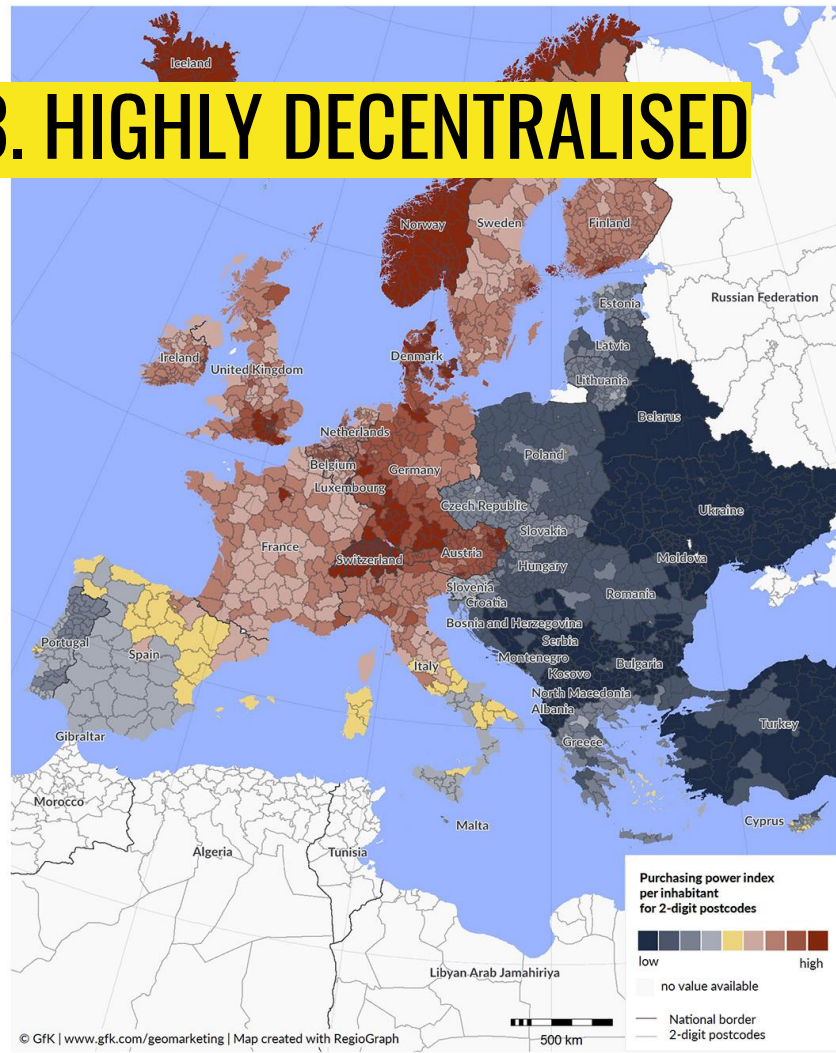 Iceland
3. HIGHLY DECENTRALISED
Norway
Sweden
Finland
Russian Federation
Estonia
Latvia
Lithuania
Ireland
United Kingdom
Denmark
Belarus
Netherlands
Belgium
Germany
Poland
Luxembourg
Czech Republic
Ukraine
Slovakia
France
Switzerland
Austria
Hungary
Moldova
Slovenia
Croatia
Romania
Bosnia and Herzegovina
Serbia
Portugal
Spain
Italy
Montenegro
Kosovo
Bulgaria
North Macedonia
Albania
Turkey
Greece
Gibraltar
Morocco
Algeria
Tunisia
Malta
Cyprus
Libyan Arab Jamahiriya
Purchasing power index
per inhabitant
for 2-digit postcodes
low high
no value available
National border
2-digit postcodes
© GfK | www.gfk.com/geomarketing | Map created with RegioGraph
500 km